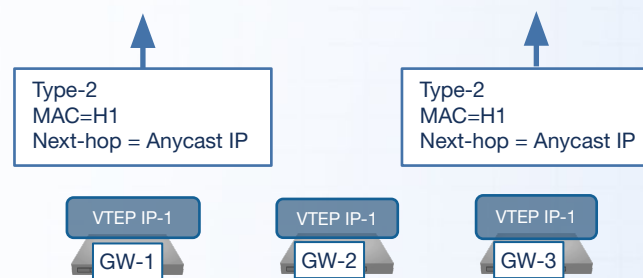 Type-2
MAC=H1
Next-hop = Anycast IP
Type-2
MAC=H1
Next-hop = Anycast IP
VTEP IP-1
VTEP IP-1
VTEP IP-1
GW-1
GW-2
GW-3